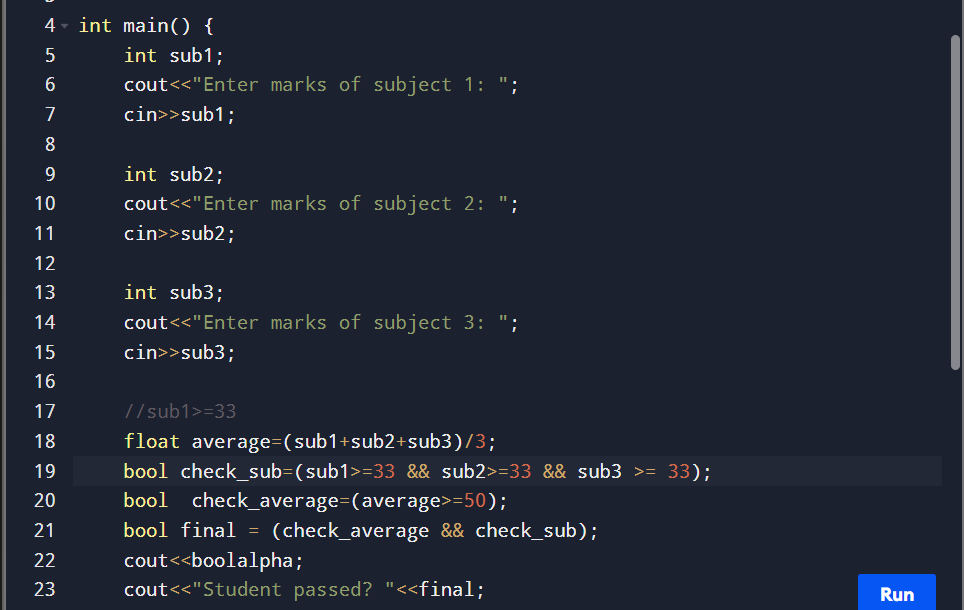 4 int main() {
5 int sub1;
6 cout<<"Enter marks of subject 1: ";
7 cin>>sub1;
8
9 int sub2;
10 cout<<"Enter marks of subject 2: ";
11 cin>>sub2;
12
13 int sub3;
14 cout<<"Enter marks of subject 3: ";
15 cin>>sub3;
16
17 //sub1>=33
18 float average=(sub1+sub2+sub3)/3;
19 bool check_sub=(sub1>=33 && sub2>=33 && sub3 >= 33);
20 bool  check_average=(average>=50);
21 bool final = (check_average && check_sub);
22 cout<<boolalpha;
23 cout<<"Student passed? "<<final;
Run